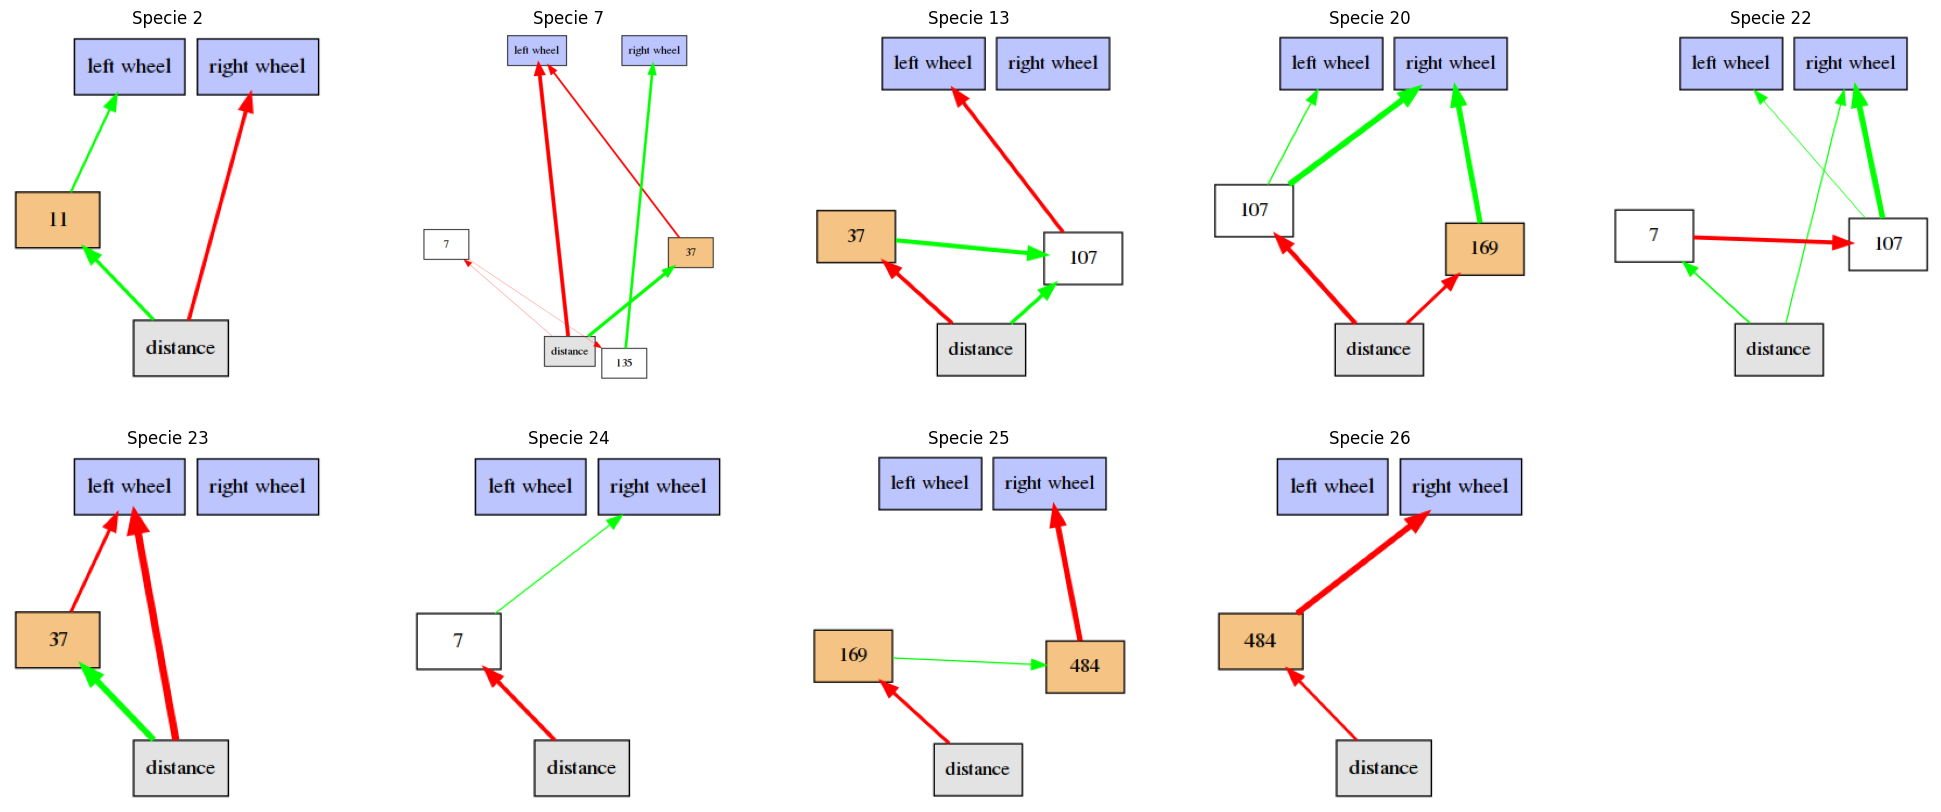 Specie 2
left wheel
right wheel
11
distance
Specie 7
left wheel
right wheel
7
37
distance
135
Specie 13
left wheel
right wheel
37
107
distance
Specie 20
left wheel
right wheel
107
169
distance
Specie 22
left wheel
right wheel
7
107
distance
Specie 23
left wheel
right wheel
37
distance
Specie 24
left wheel
right wheel
7
distance
Specie 25
left wheel
right wheel
169
484
distance
Specie 26
left wheel
right wheel
484
distance